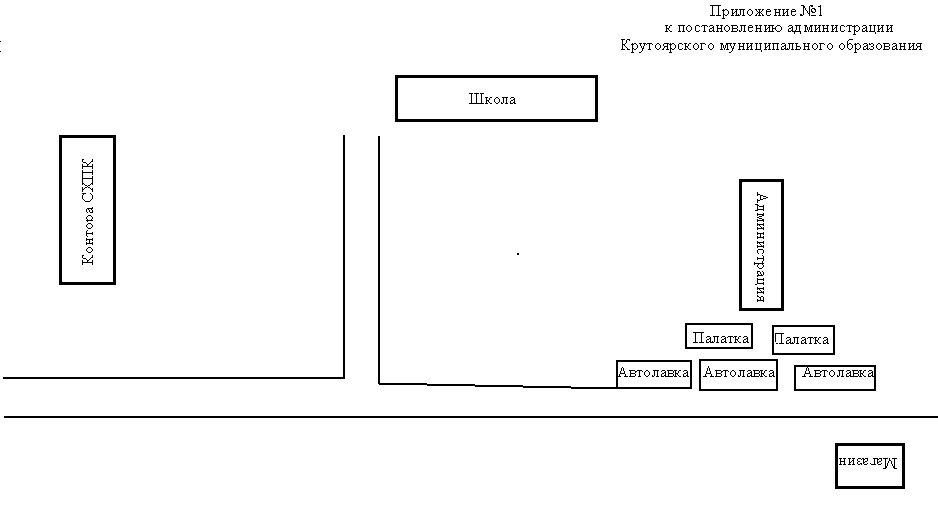 Приложение №1
к постановлению администрации
Крутоярского муниципального образования
Школа
Контора СХПК
Администрация
Палатка
Палатка
Автолавка
Автолавка
Автолавка
Магазин